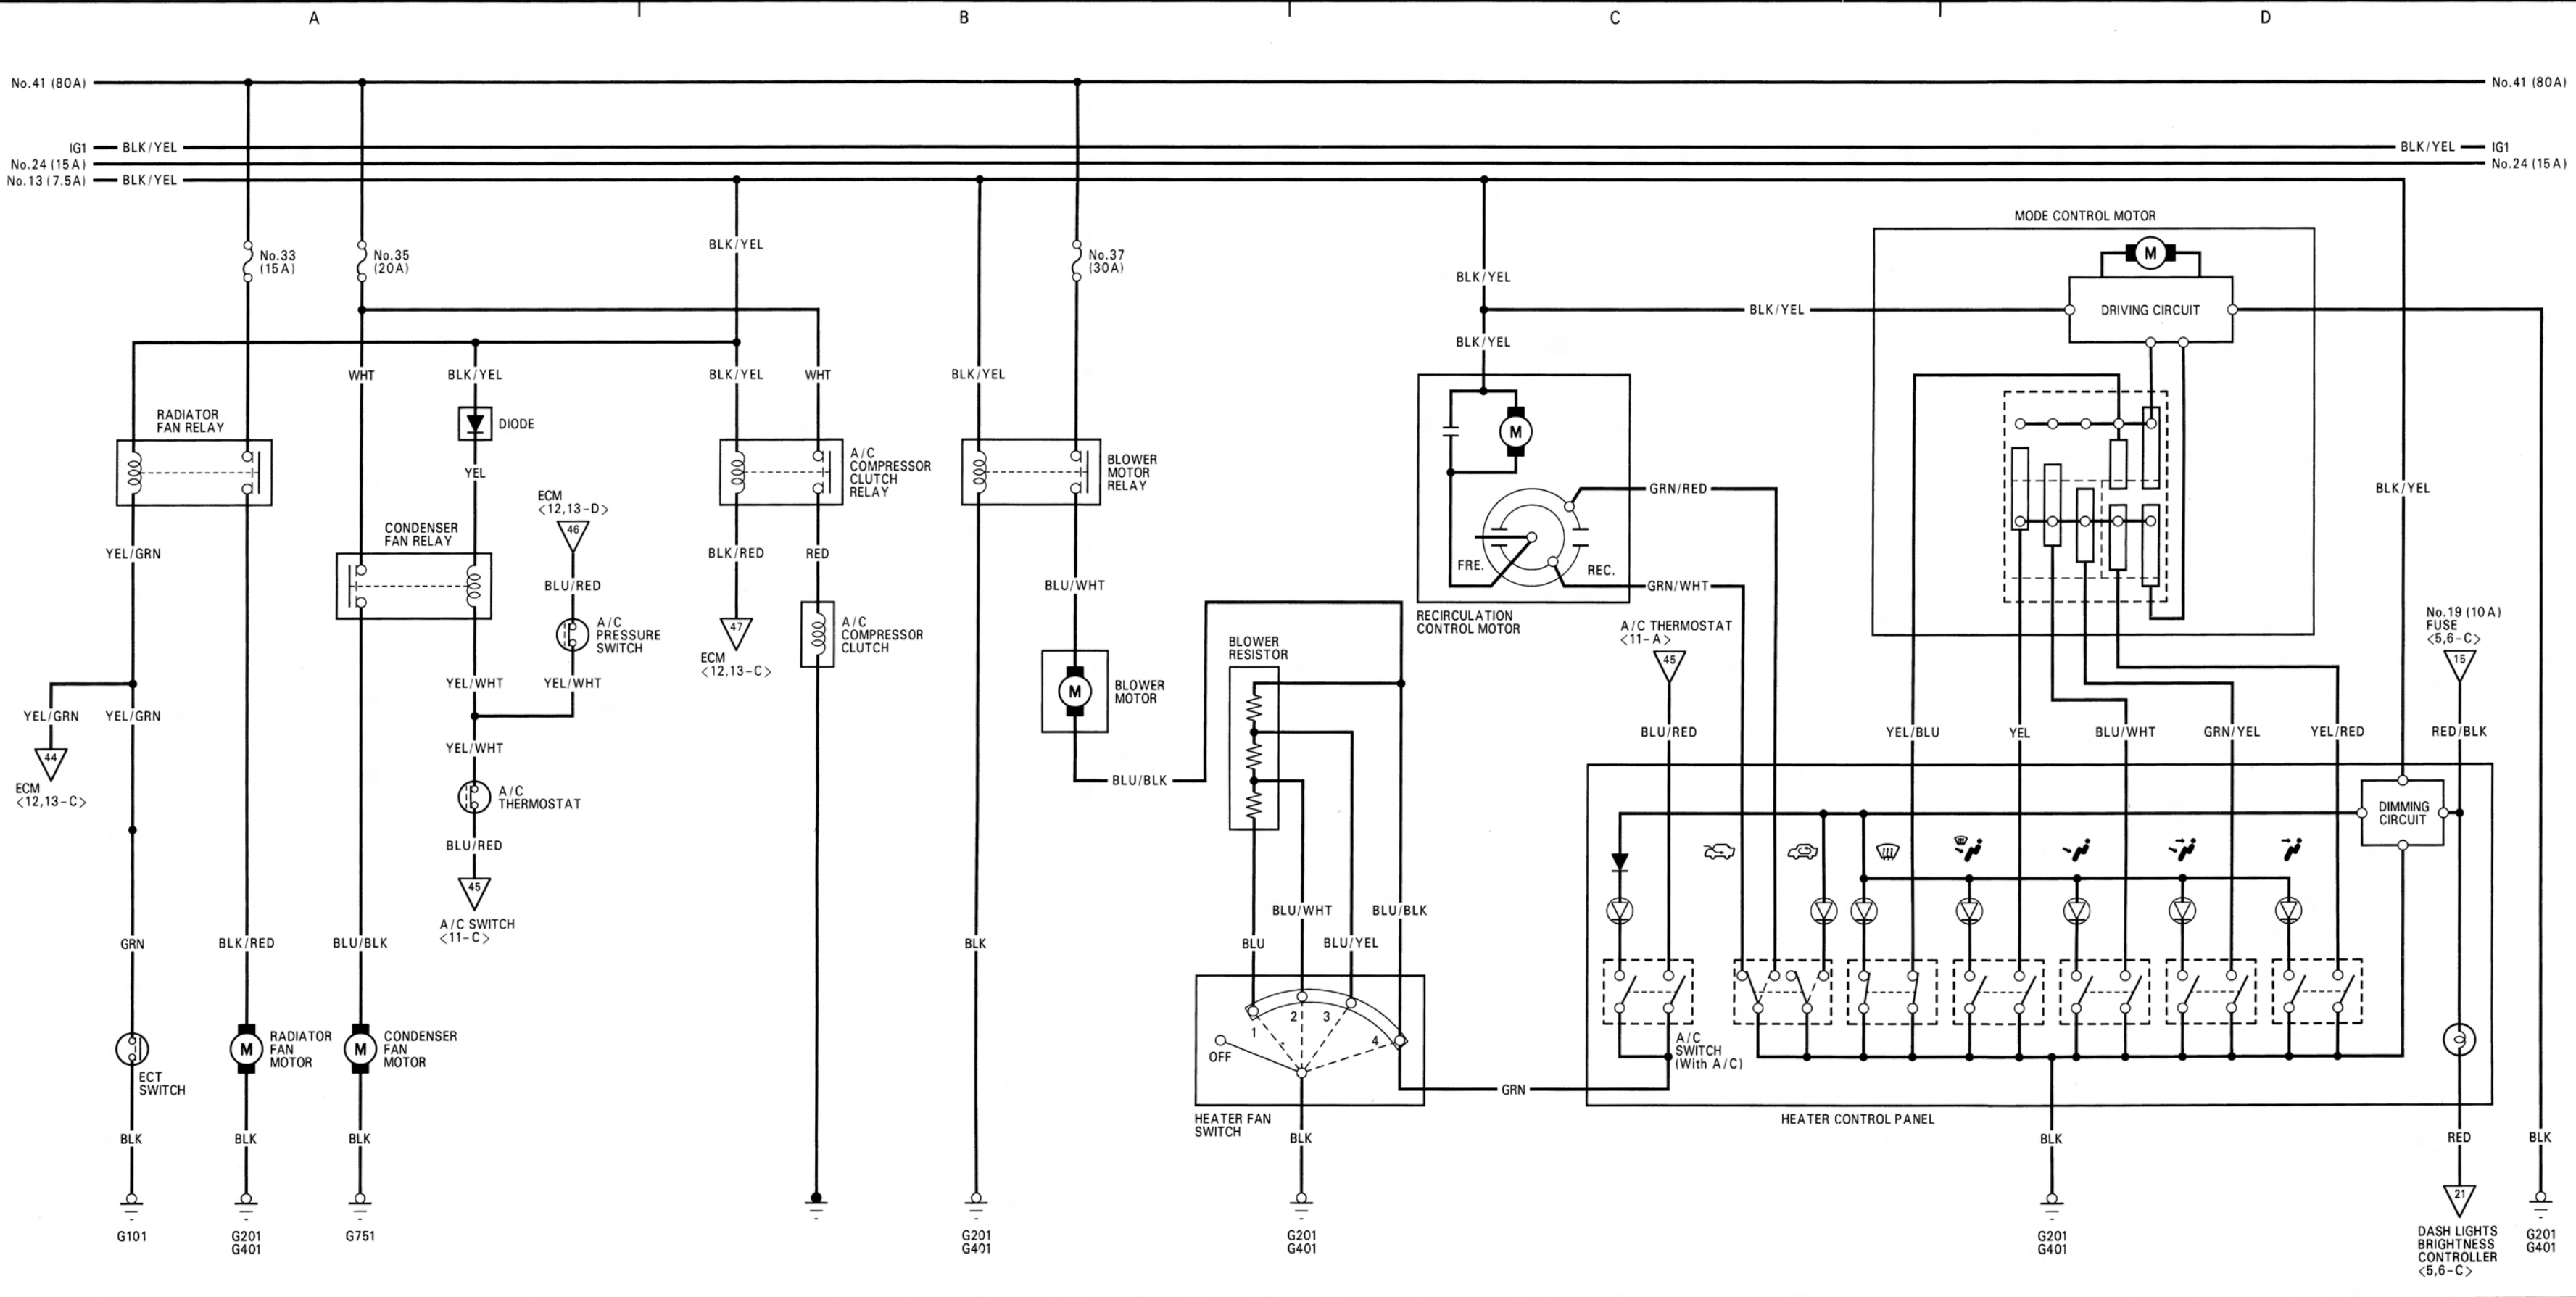 A
B
C
D
No.41 (80A)
No.41 (80A)
IG1
BLK/YEL
BLK/YEL
IG1
No.24 (15A)
No.24 (15A)
No.13 (7.5A)
BLK/YEL
MODE CONTROL MOTOR
No.33
(15A)
No.35
(20A)
BLK/YEL
No.37
(30A)
BLK/YEL
M
BLK/YEL
DRIVING CIRCUIT
BLK/YEL
WHT
BLK/YEL
BLK/YEL
WHT
BLK/YEL
RADIATOR
FAN RELAY
DIODE
YEL
A/C
COMPRESSOR
CLUTCH
RELAY
BLOWER
MOTOR
RELAY
M
GRN/RED
BLK/YEL
ECM
<12,13-D>
46
CONDENSER
FAN RELAY
YEL/GRN
BLK/RED
RED
BLU/RED
BLU/WHT
FRE.
REC.
GRN/WHT
RECIRCULATION
CONTROL MOTOR
A/C
PRESSURE
SWITCH
47
ECM
<12,13-C>
A/C
COMPRESSOR
CLUTCH
BLOWER
RESISTOR
A/C THERMOSTAT
<11-A>
45
No.19 (10A)
FUSE
<5,6-C>
15
YEL/WHT
YEL/WHT
M
BLOWER
MOTOR
YEL/GRN
YEL/GRN
BLU/RED
YEL/BLU
YEL
BLU/WHT
GRN/YEL
YEL/RED
RED/BLK
YEL/WHT
44
ECM
<12,13-C>
BLU/BLK
A/C
THERMOSTAT
DIMMING
CIRCUIT
BLU/RED
45
A/C SWITCH
<11-C>
BLU/WHT
BLU/BLK
GRN
BLK/RED
BLU/BLK
BLK
BLU
BLU/YEL
1
2
3
4
OFF
M
RADIATOR
FAN
MOTOR
M
CONDENSER
FAN
MOTOR
A/C
SWITCH
(With A/C)
ECT
SWITCH
GRN
HEATER FAN
SWITCH
HEATER CONTROL PANEL
BLK
BLK
BLK
BLK
BLK
RED
BLK
21
G101
G201
G401
G751
G201
G401
G201
G401
G201
G401
DASH LIGHTS
BRIGHTNESS
CONTROLLER
<5,6-C>
G201
G401